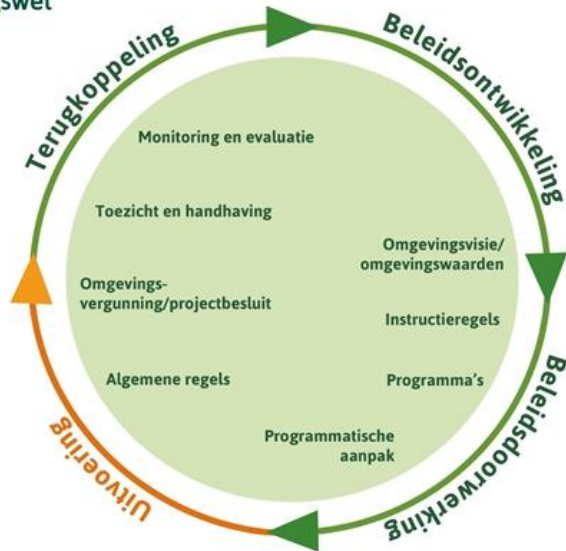 Terugkoppeling
Beleidsontwikkeling
Monitoring en evaluatie
Toezicht en handhaving
Omgevingsvisie/
omgevingswaarden
Omgevings-
vergunning/projectbesluit
Instructieregels
Algemene regels
Programma's
Programmatische
aanpak
Uitvoering
Beleidsdoorwerking